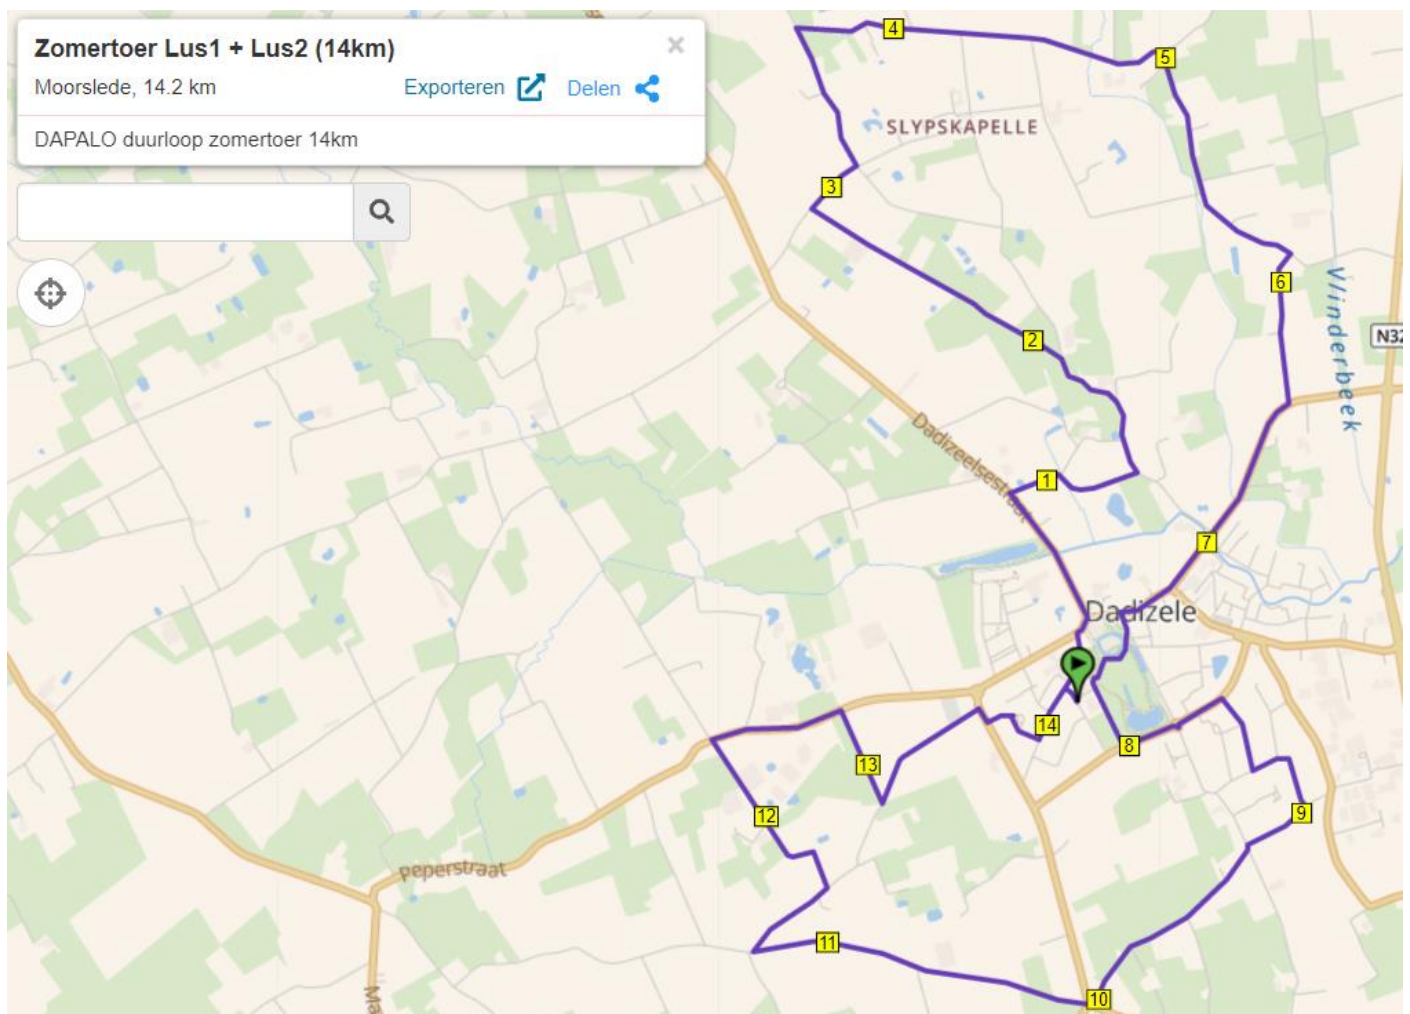 Zomertoer Lus1 + Lus2 (14km)
×
Moorslede, 14.2 km
Exporteren
Delen
DAPALO duurloop zomertoer 14km
4
5
SLYPSKAPELLE
3
6
Vlinderbeek
2
Dadizeelsestraat
1
7
Dadizele
14
8
13
12
9
Peperstraat
11
10